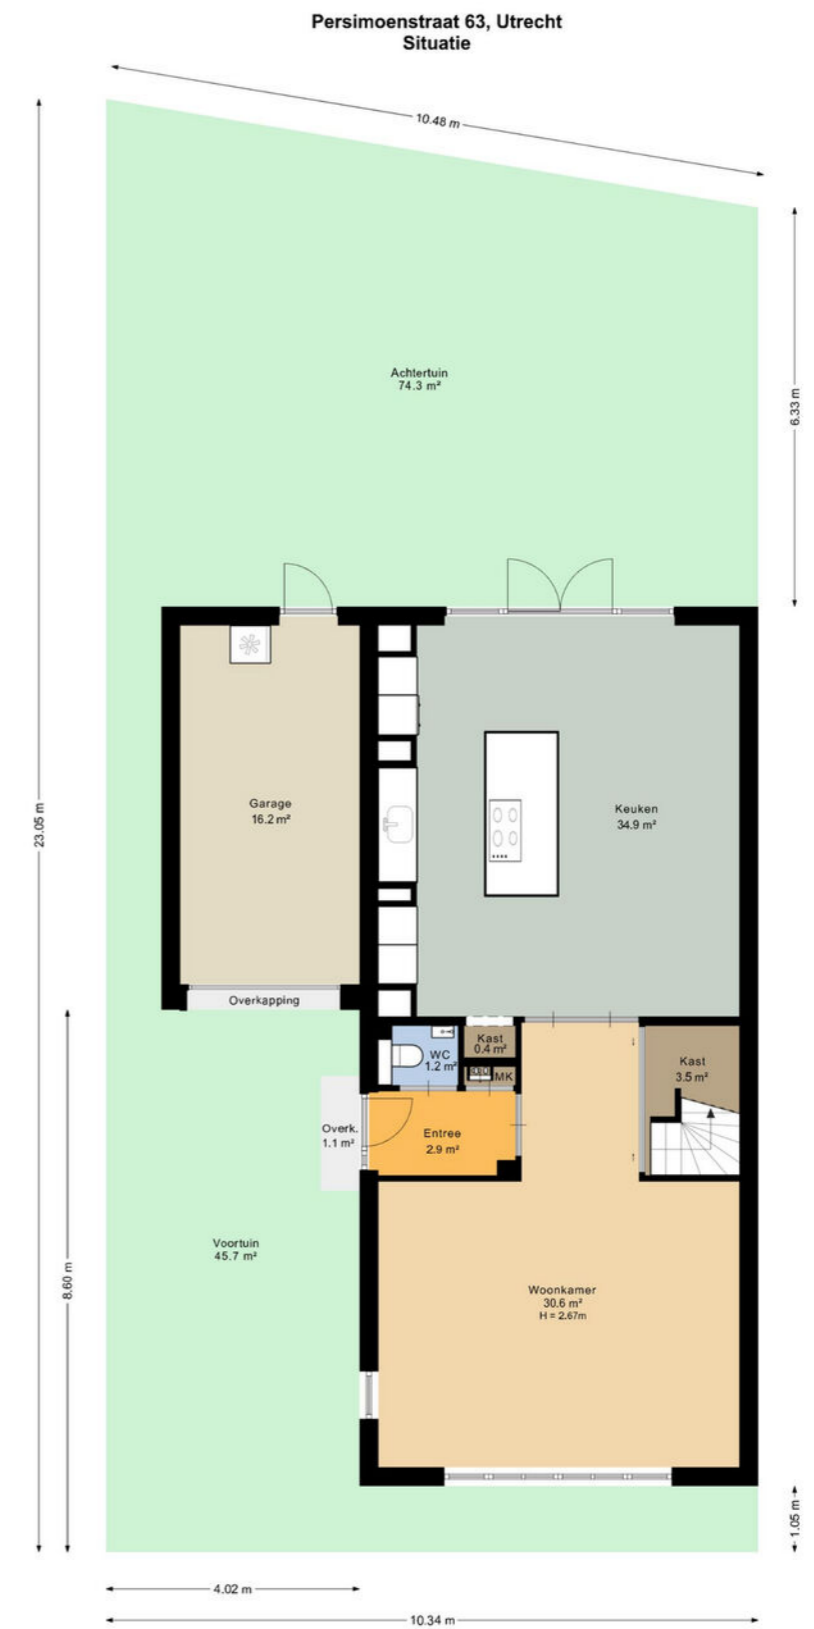 Persimoenstraat 63, Utrecht
Situatie
10.48 m
Achtertuin
74.3 m²
6.33 m
23.05 m
Garage
16.2 m²
Keuken
34.9 m²
Overkapping
Kast
0.4 m²
WC
1.2 m²
MK
Kast
3.5 m²
Overk.
1.1 m²
Entree
2.9 m²
Voortuin
45.7 m²
8.60 m
Woonkamer
30.6 m²
H = 2.67m
1.05 m
4.02 m
10.34 m